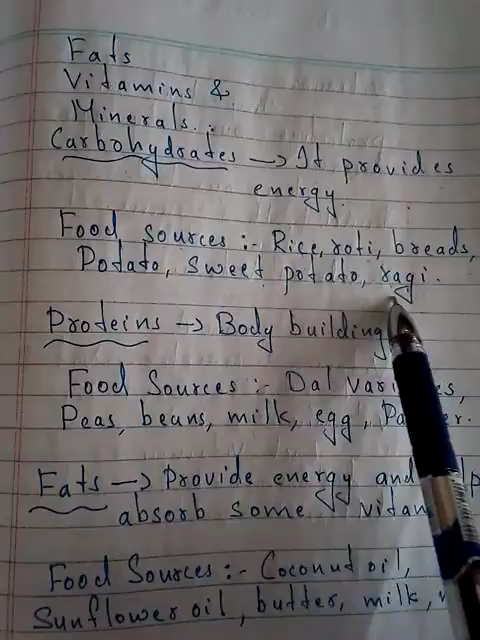 Fats
Vitamins &
Minerals.
Carbohydrates → It provides
energy.
Food sources :- Rice, roti, breads,
Potato, sweet potato, ragi.
Proteins → Body building
Food Sources :- Dal
Peas, beans, milk, egg,
Fats → Provide energy and
absorb some
Food Sources :- Coconut oil,
Sunflower oil, butter, milk,